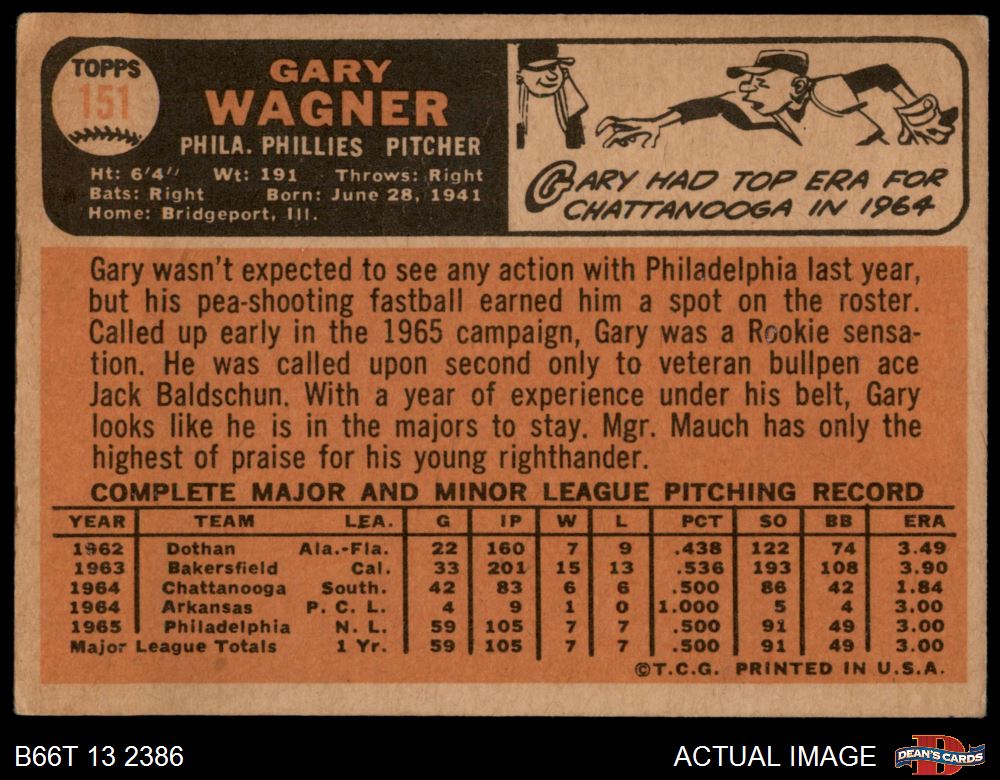 TOPPS
151
GARY
WAGNER
PHILA. PHILLIES PITCHER
Ht: 6'4" Wt: 191 Throws: Right
Bats: Right Born: June 28, 1941
Home: Bridgeport, Ill.
GARY HAD TOP ERA FOR
CHATTANOOGA IN 1964
Gary wasn't expected to see any action with Philadelphia last year,
but his pea-shooting fastball earned him a spot on the roster.
Called up early in the 1965 campaign, Gary was a Rookie sensa-
tion. He was called upon second only to veteran bullpen ace
Jack Baldschun. With a year of experience under his belt, Gary
looks like he is in the majors to stay. Mgr. Mauch has only the
highest of praise for his young righthander.
COMPLETE MAJOR AND MINOR LEAGUE PITCHING RECORD
YEAR TEAM LEA. G IP W L PCT SO BB ERA
1962 Dothan Ala.-Fla. 22 160 7 9 .438 122 74 3.49
1963 Bakersfield Cal. 33 201 15 13 .536 193 108 3.90
1964 Chattanooga South. 42 83 6 6 .500 86 42 1.84
1964 Arkansas P. C. L. 4 9 1 0 1.000 5 4 3.00
1965 Philadelphia N. L. 59 105 7 7 .500 91 49 3.00
Major League Totals 1 Yr. 59 105 7 7 .500 91 49 3.00
©T.C.G. PRINTED IN U.S.A.
B66T 13 2386 ACTUAL IMAGE
D
DEAN'S CARDS